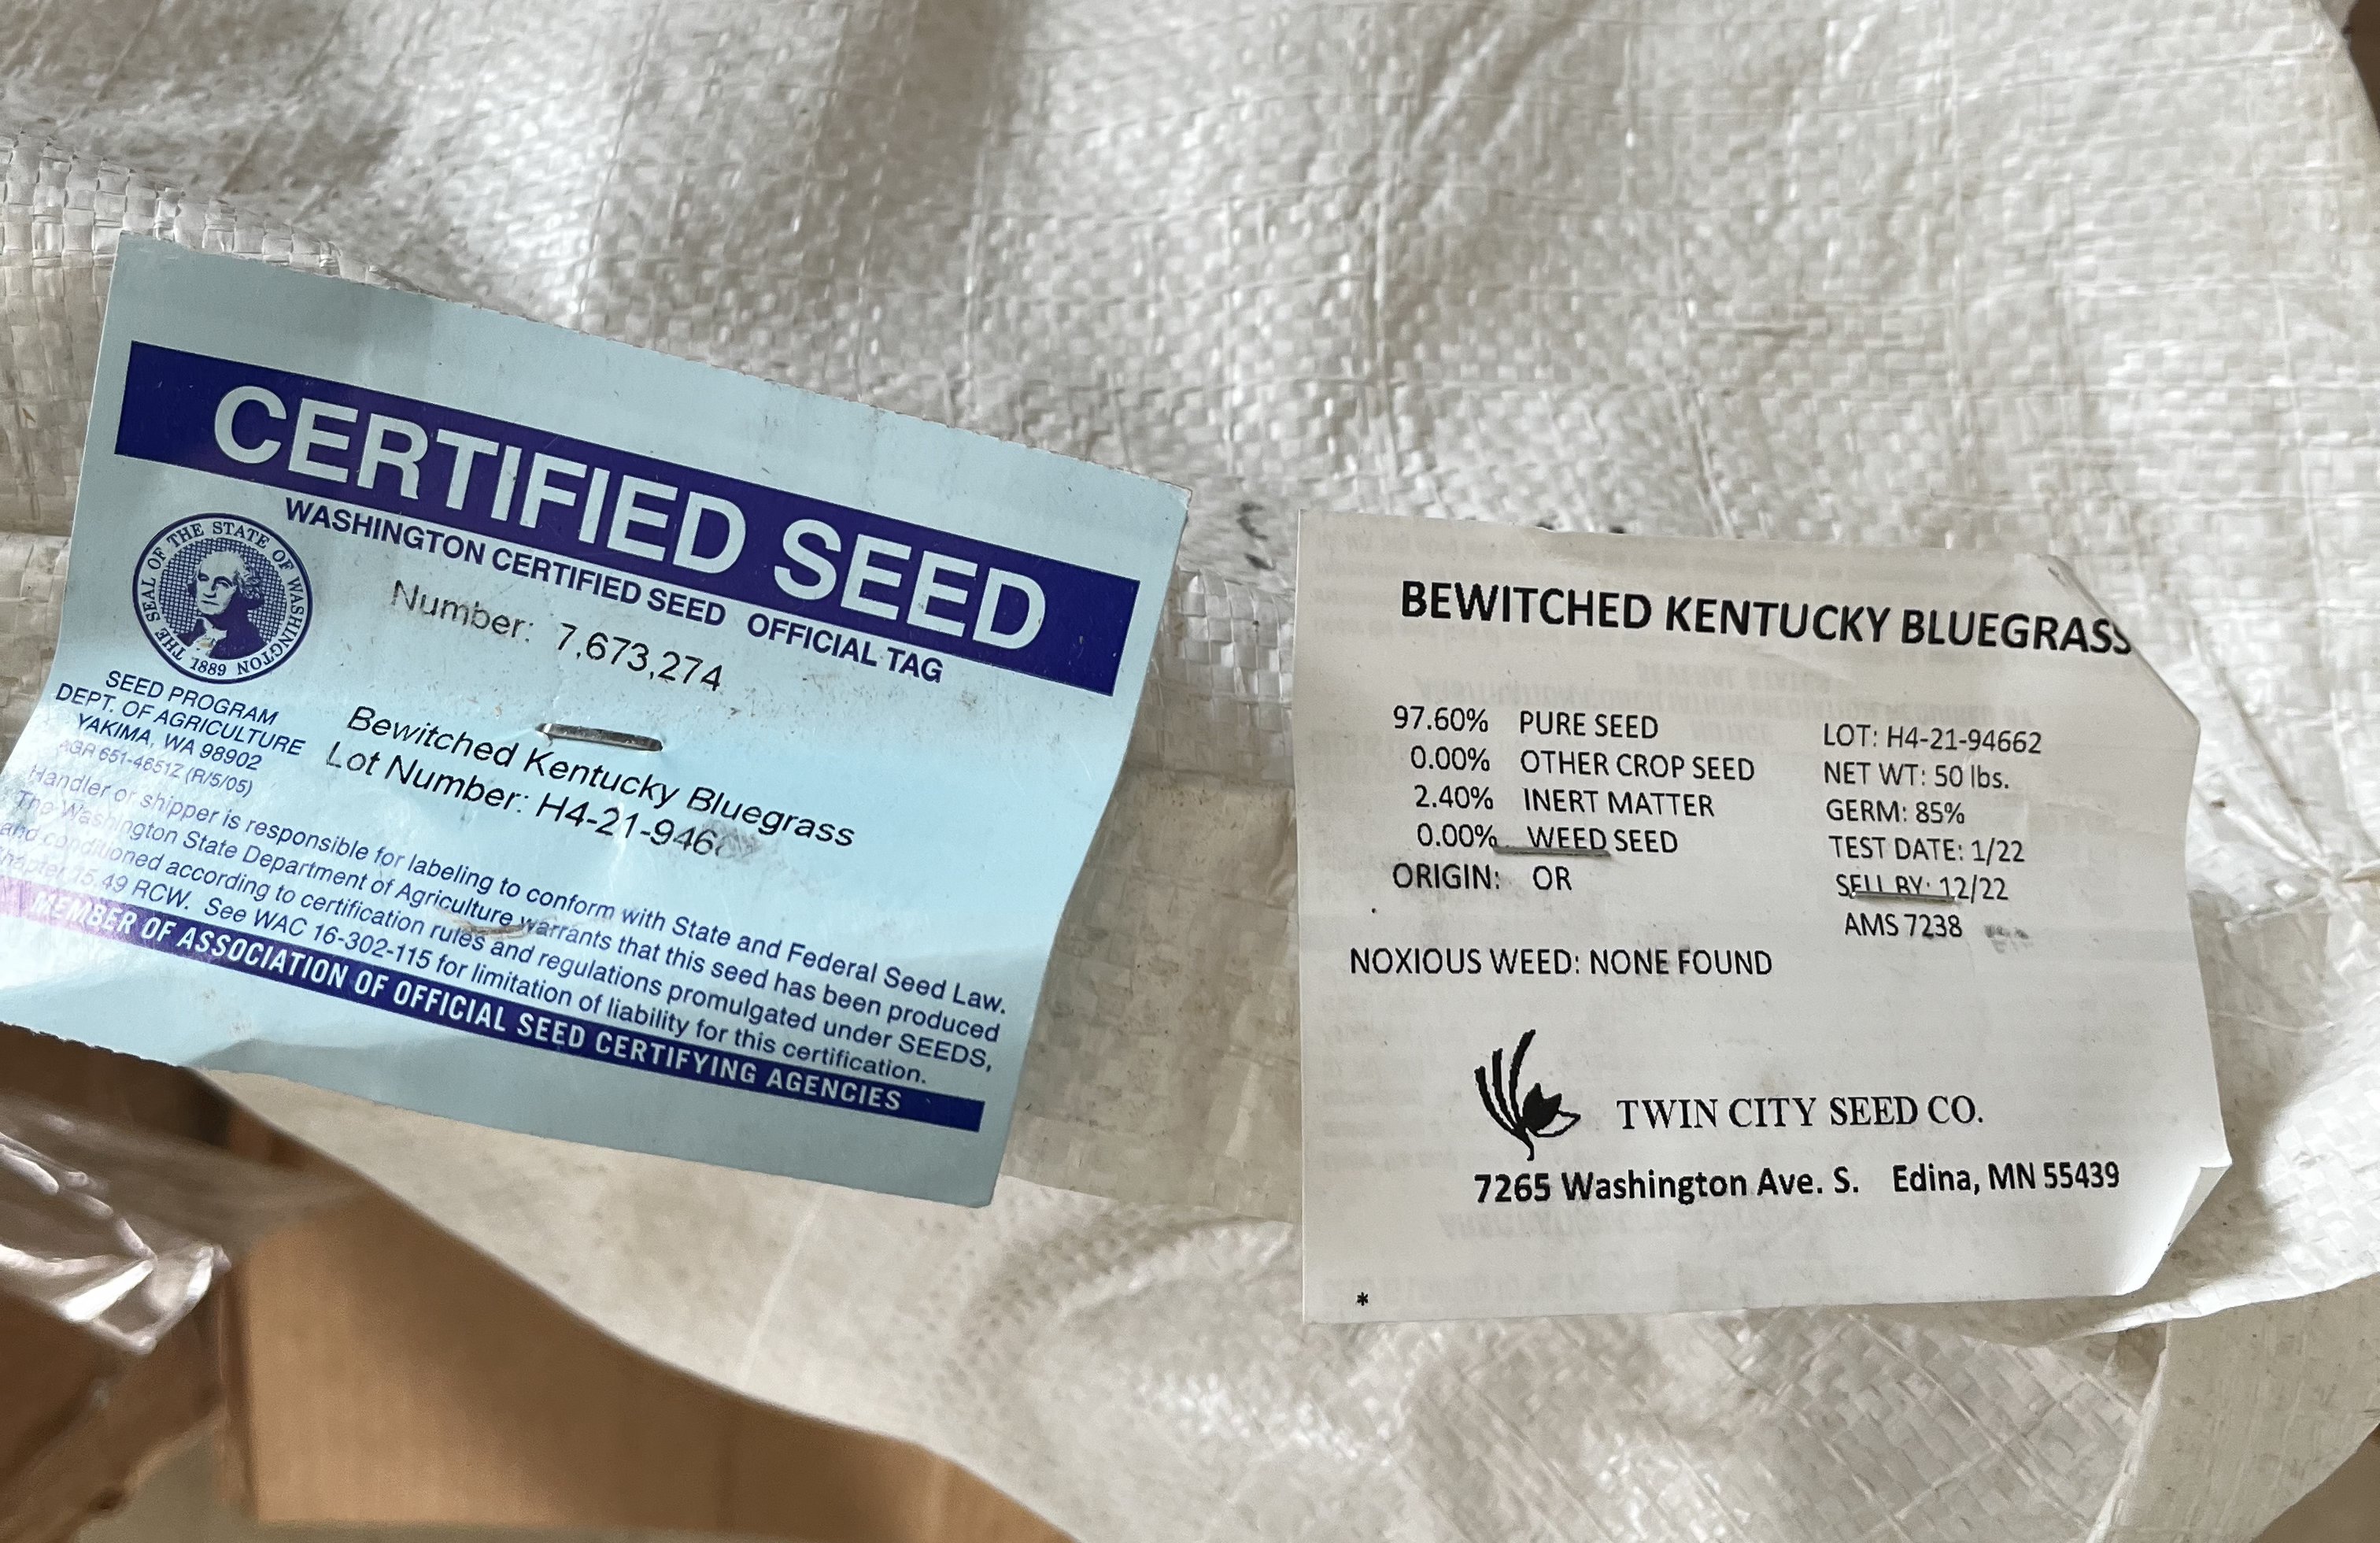 CERTIFIED SEED
WASHINGTON CERTIFIED SEED OFFICIAL TAG
THE SEAL OF THE STATE OF WASHINGTON
1889
Number: 7,673,274
SEED PROGRAM
DEPT. OF AGRICULTURE
YAKIMA, WA 98902
AGR 651-4651Z (R/5/05)
Bewitched Kentucky Bluegrass
Lot Number:
Handler or shipper is responsible for labeling to conform with State and Federal Seed Law.
The Washington State Department of Agriculture warrants that this seed has been produced
and conditioned according to certification rules and regulations promulgated under SEEDS,
15.49 RCW. See WAC 16-302-115 for limitation of liability for this certification.
MEMBER OF ASSOCIATION OF OFFICIAL SEED CERTIFYING AGENCIES
BEWITCHED KENTUCKY BLUEGRASS
97.60% PURE SEED LOT: H4-21-94662
0.00% OTHER CROP SEED NET WT: 50 lbs.
2.40% INERT MATTER GERM: 85%
0.00% WEED SEED TEST DATE: 1/22
ORIGIN: OR SELL BY: 12/22
AMS 7238
NOXIOUS WEED: NONE FOUND
TWIN CITY SEED CO.
7265 Washington Ave. S. Edina, MN 55439
*